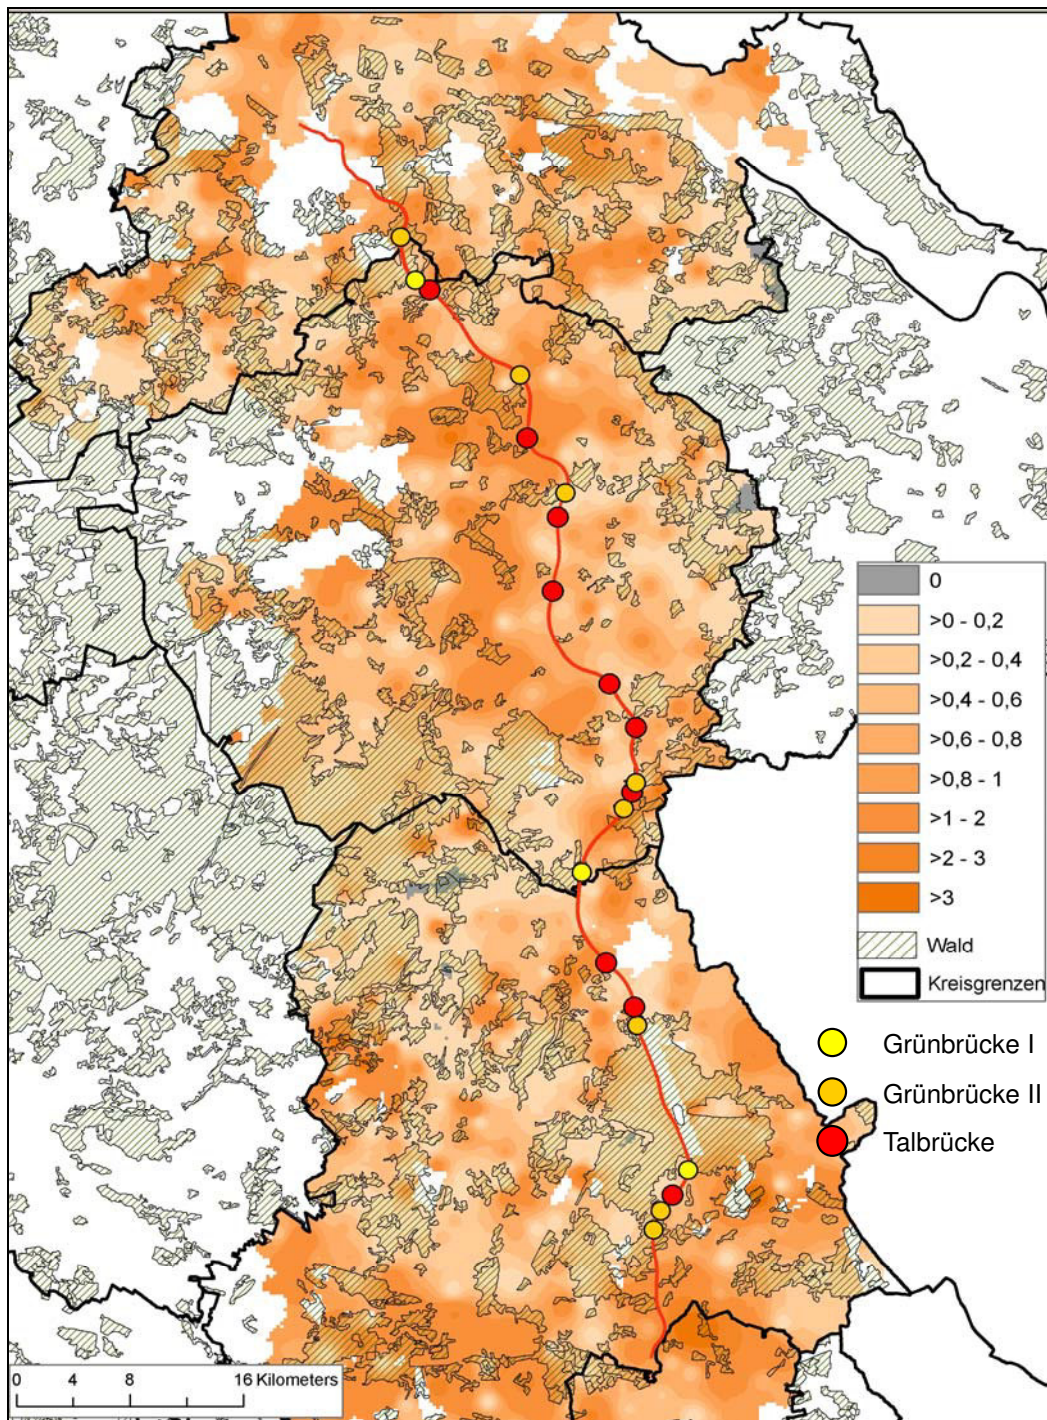 0
>0 - 0,2
>0,2 - 0,4
>0,4 - 0,6
>0,6 - 0,8
>0,8 - 1
>1 - 2
>2 - 3
>3
Wald
Kreisgrenzen
Grünbrücke I
Grünbrücke II
Talbrücke
0 4 8 16 Kilometers